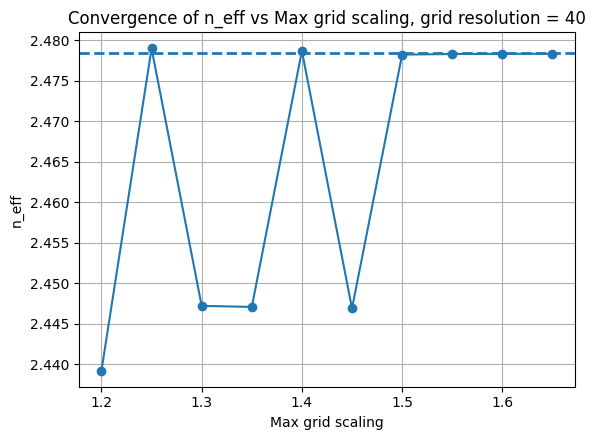 Convergence of n_eff vs Max grid scaling, grid resolution = 40
2.480
2.475
2.470
2.465
2.460
2.455
2.450
2.445
2.440
n_eff
1.2 1.3 1.4 1.5 1.6
Max grid scaling